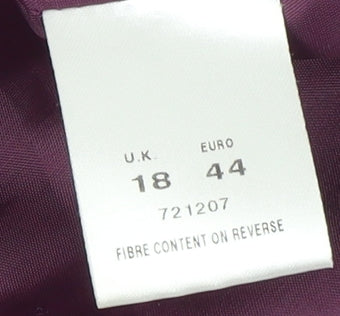 U.K. EURO
18 44
721207
FIBRE CONTENT ON REVERSE